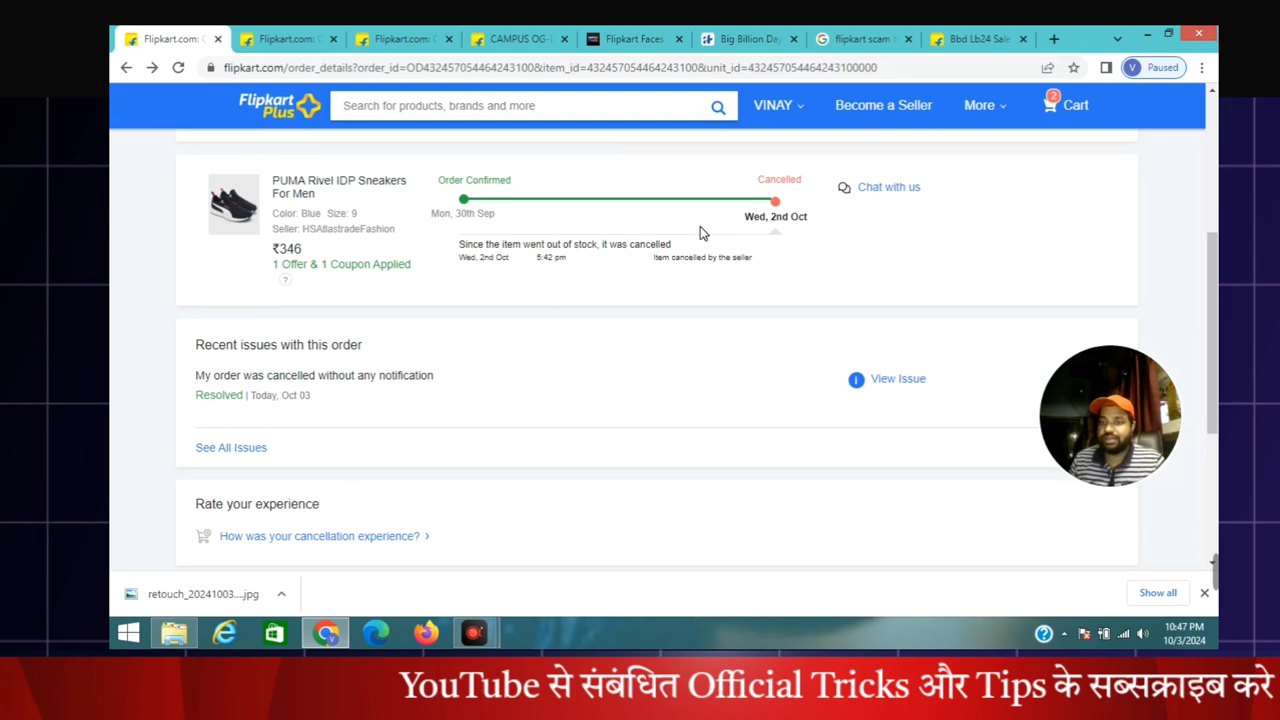 Flipkart.com: C
Flipkart.com: C
Flipkart.com: C
CAMPUS OG-
Flipkart Faces
Big Billion Day
flipkart scam
Bbd Lb24 Sale
flipkart.com/order_details?order_id=OD432457054464243100&item_id=432457054464243100&unit_id=432457054464243100000
V Paused
Flipkart
Plus
Search for products, brands and more
VINAY
Become a Seller
More
2
Cart
PUMA Rivel IDP Sneakers
For Men
Color: Blue Size: 9
Seller: HSAtlastradeFashion
₹346
1 Offer & 1 Coupon Applied
?
Order Confirmed
Cancelled
Mon, 30th Sep
Wed, 2nd Oct
Since the item went out of stock, it was cancelled
Wed, 2nd Oct 5:42 pm Item cancelled by the seller
Chat with us
Recent issues with this order
My order was cancelled without any notification
Resolved | Today, Oct 03
View Issue
See All Issues
Rate your experience
How was your cancellation experience?
retouch_20241003....jpg
Show all
10:47 PM
10/3/2024
YouTube से संबंधित Official Tricks और Tips के सब्सक्राइब करे